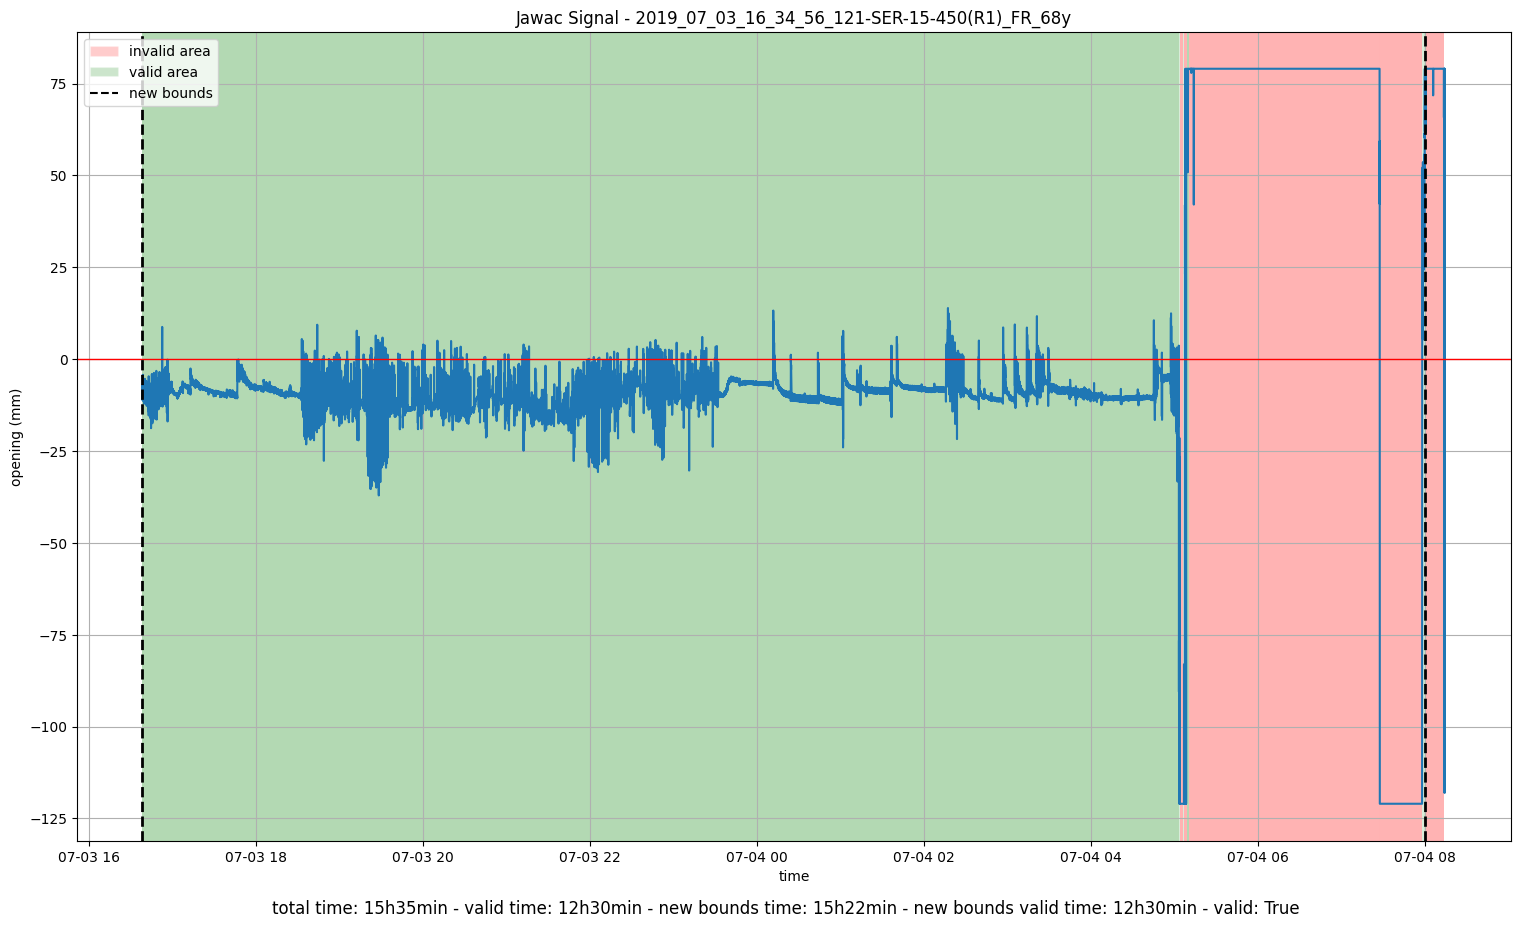 Jawac Signal - 2019_07_03_16_34_56_121-SER-15-450(R1)_FR_68y
invalid area
valid area
new bounds
75
50
25
0
−25
−50
−75
−100
−125
opening (mm)
07-03 16
07-03 18
07-03 20
07-03 22
07-04 00
07-04 02
07-04 04
07-04 06
07-04 08
time
total time: 15h35min - valid time: 12h30min - new bounds time: 15h22min - new bounds valid time: 12h30min - valid: True